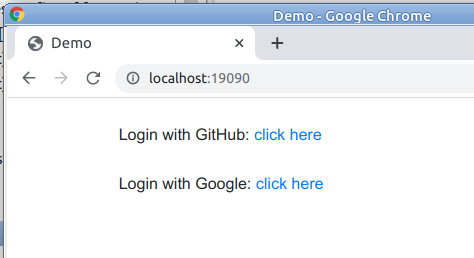 Demo - Google Chrome
Demo
localhost:19090
Login with GitHub: click here
Login with Google: click here